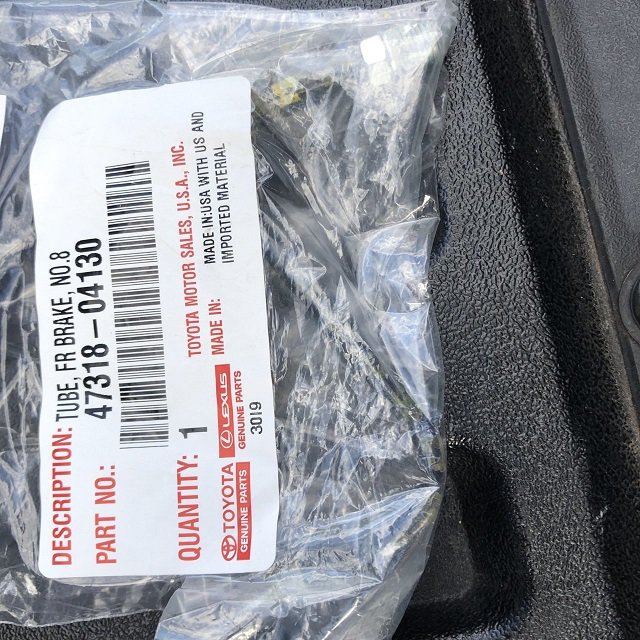 DESCRIPTION: TUBE, FR BRAKE, NO.8
PART NO.: 47318-04130
QUANTITY: 1
TOYOTA MOTOR SALES, U.S.A., INC.
MADE IN: MADE IN:USA WITH US AND
IMPORTED MATERIAL
TOYOTA
GENUINE PARTS
LEXUS
GENUINE PARTS
3019